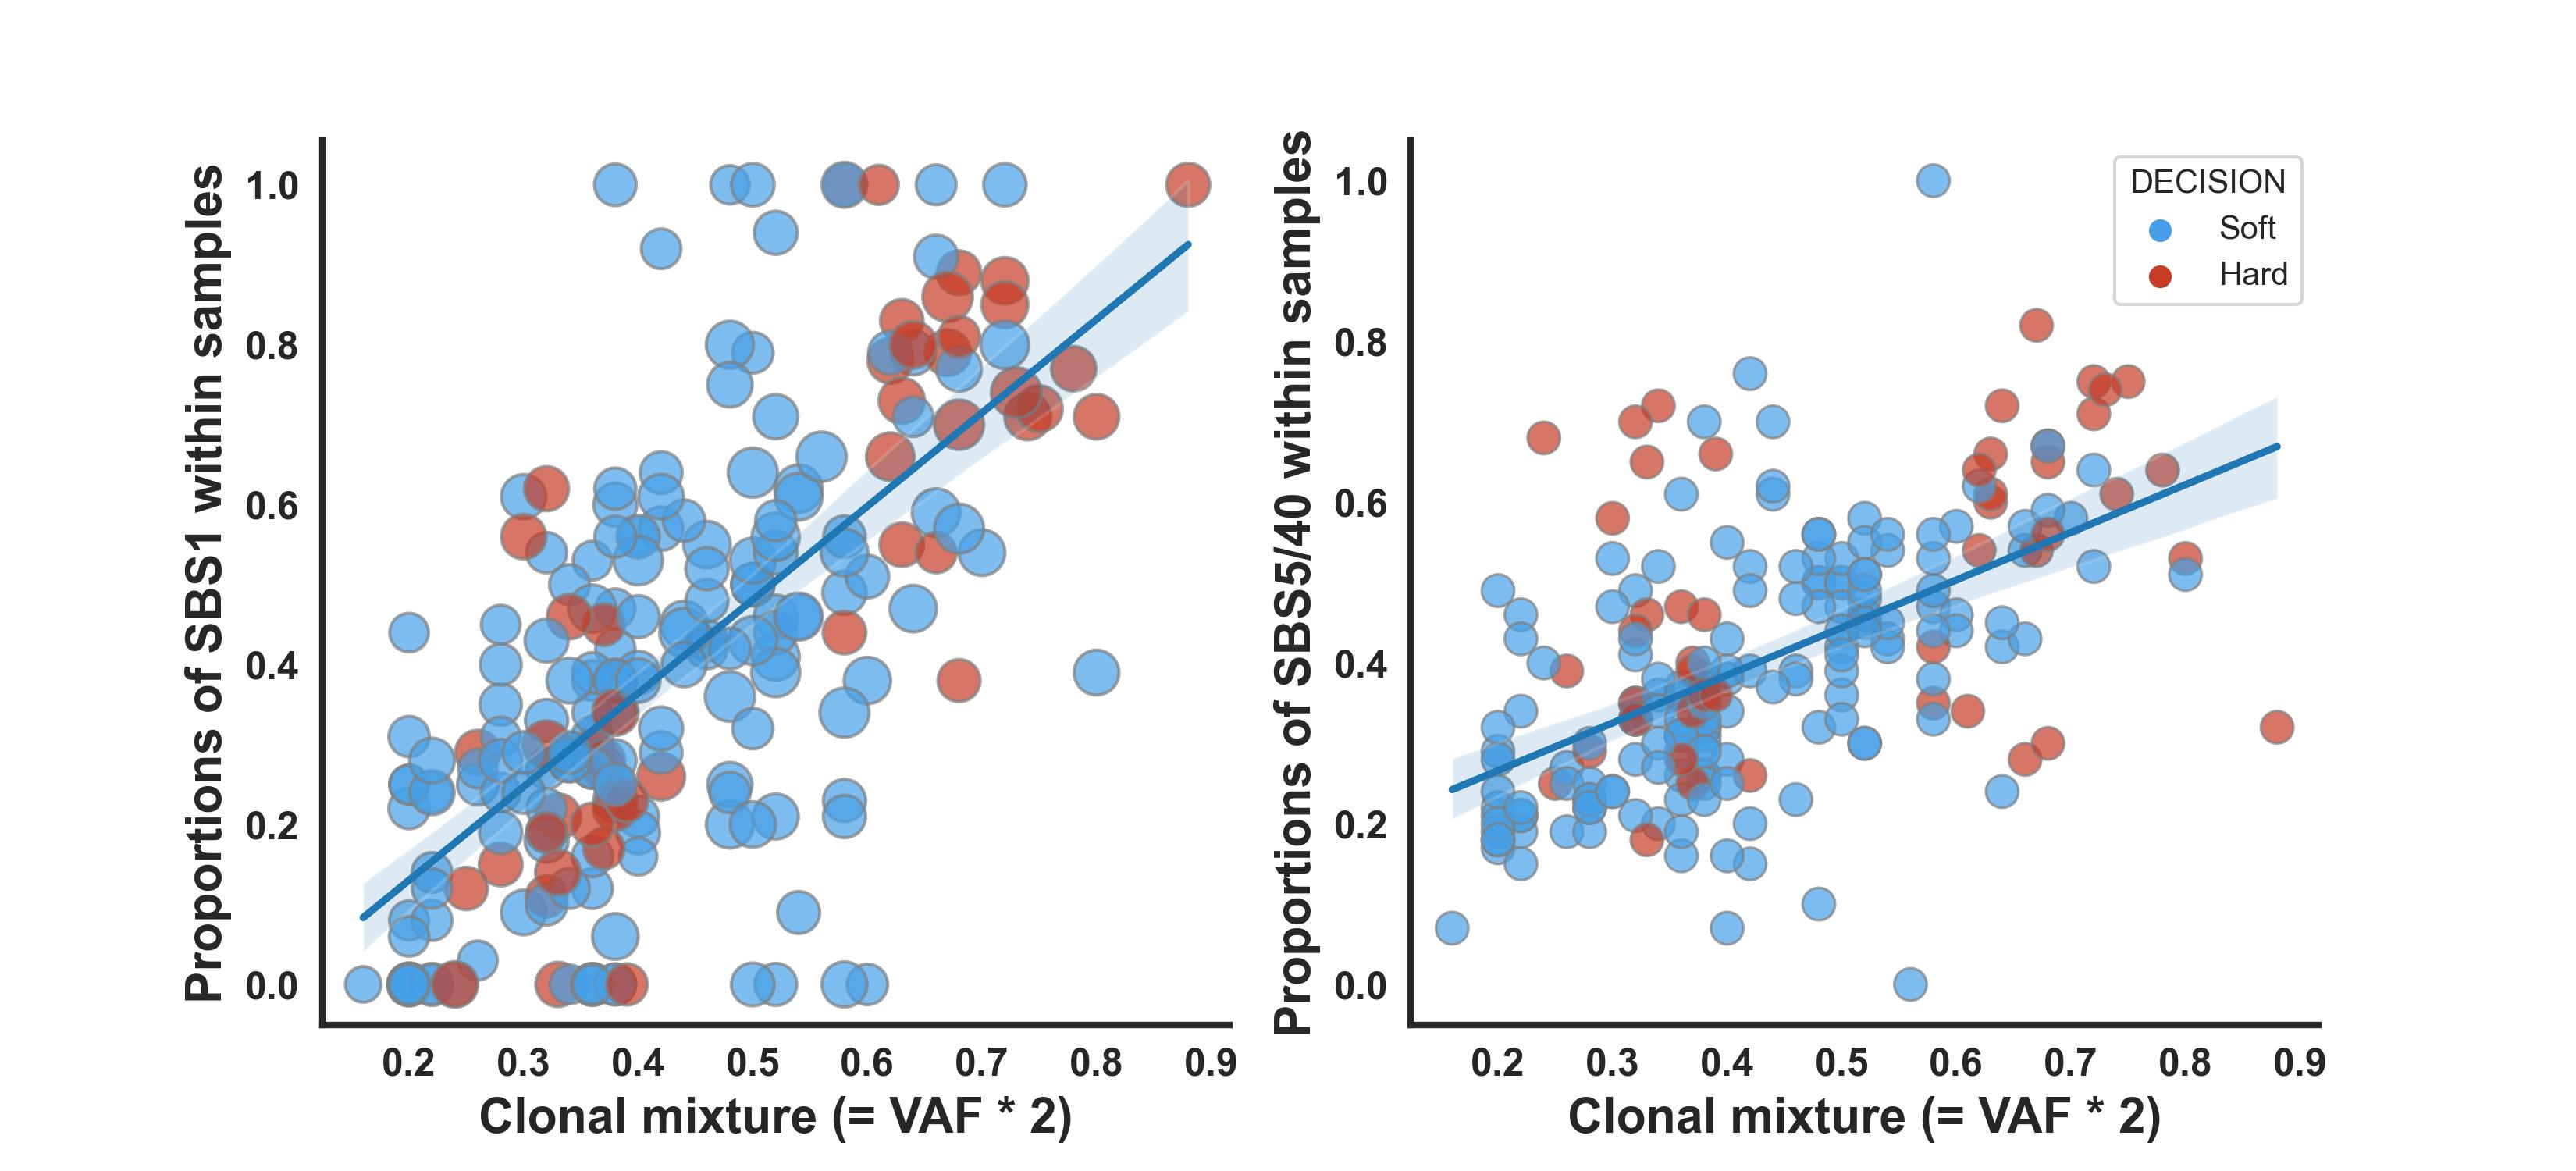 Proportions of SBS1 within samples
1.0
0.8
0.6
0.4
0.2
0.0
0.2 0.3 0.4 0.5 0.6 0.7 0.8 0.9
Clonal mixture (= VAF * 2)
Proportions of SBS5/40 within samples
1.0
0.8
0.6
0.4
0.2
0.0
0.2 0.3 0.4 0.5 0.6 0.7 0.8 0.9
Clonal mixture (= VAF * 2)
DECISION
Soft
Hard